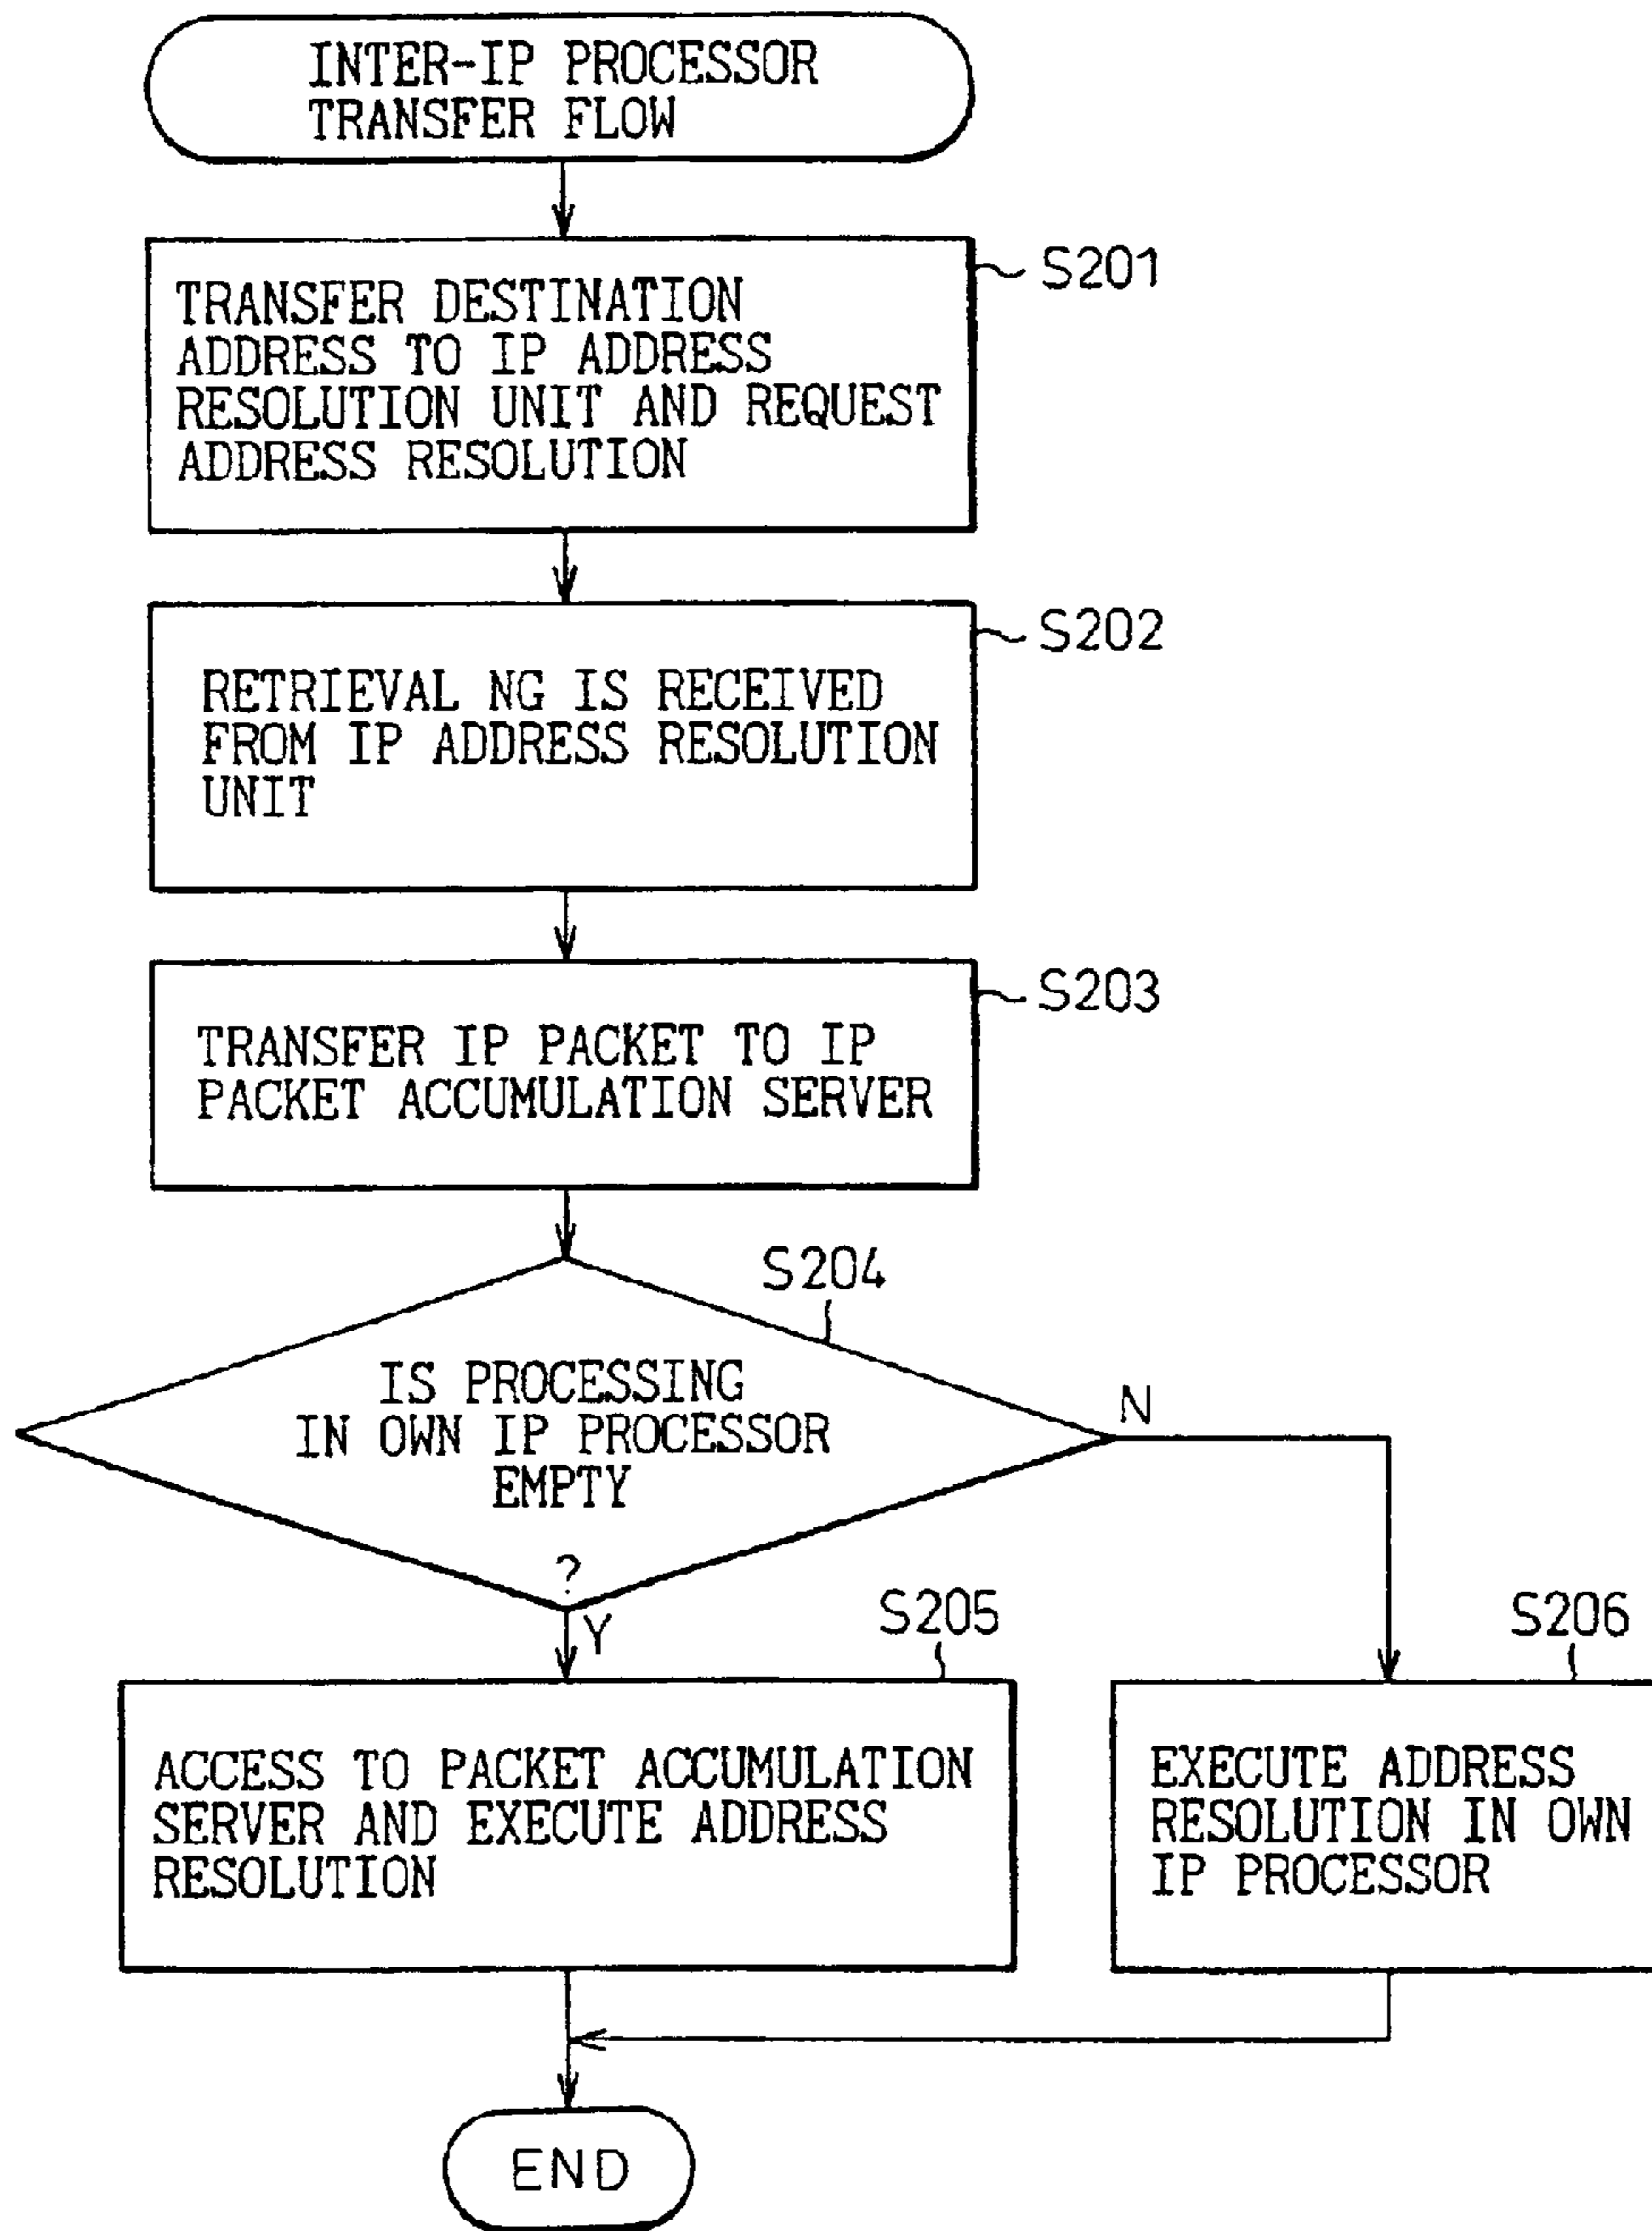 INTER-IP PROCESSOR
TRANSFER FLOW
S201
TRANSFER DESTINATION
ADDRESS TO IP ADDRESS
RESOLUTION UNIT AND REQUEST
ADDRESS RESOLUTION
S202
RETRIEVAL NG IS RECEIVED
FROM IP ADDRESS RESOLUTION
UNIT
S203
TRANSFER IP PACKET TO IP
PACKET ACCUMULATION SERVER
S204
IS PROCESSING
IN OWN IP PROCESSOR
EMPTY
?
N
Y
S205
ACCESS TO PACKET ACCUMULATION
SERVER AND EXECUTE ADDRESS
RESOLUTION
S206
EXECUTE ADDRESS
RESOLUTION IN OWN
IP PROCESSOR
END